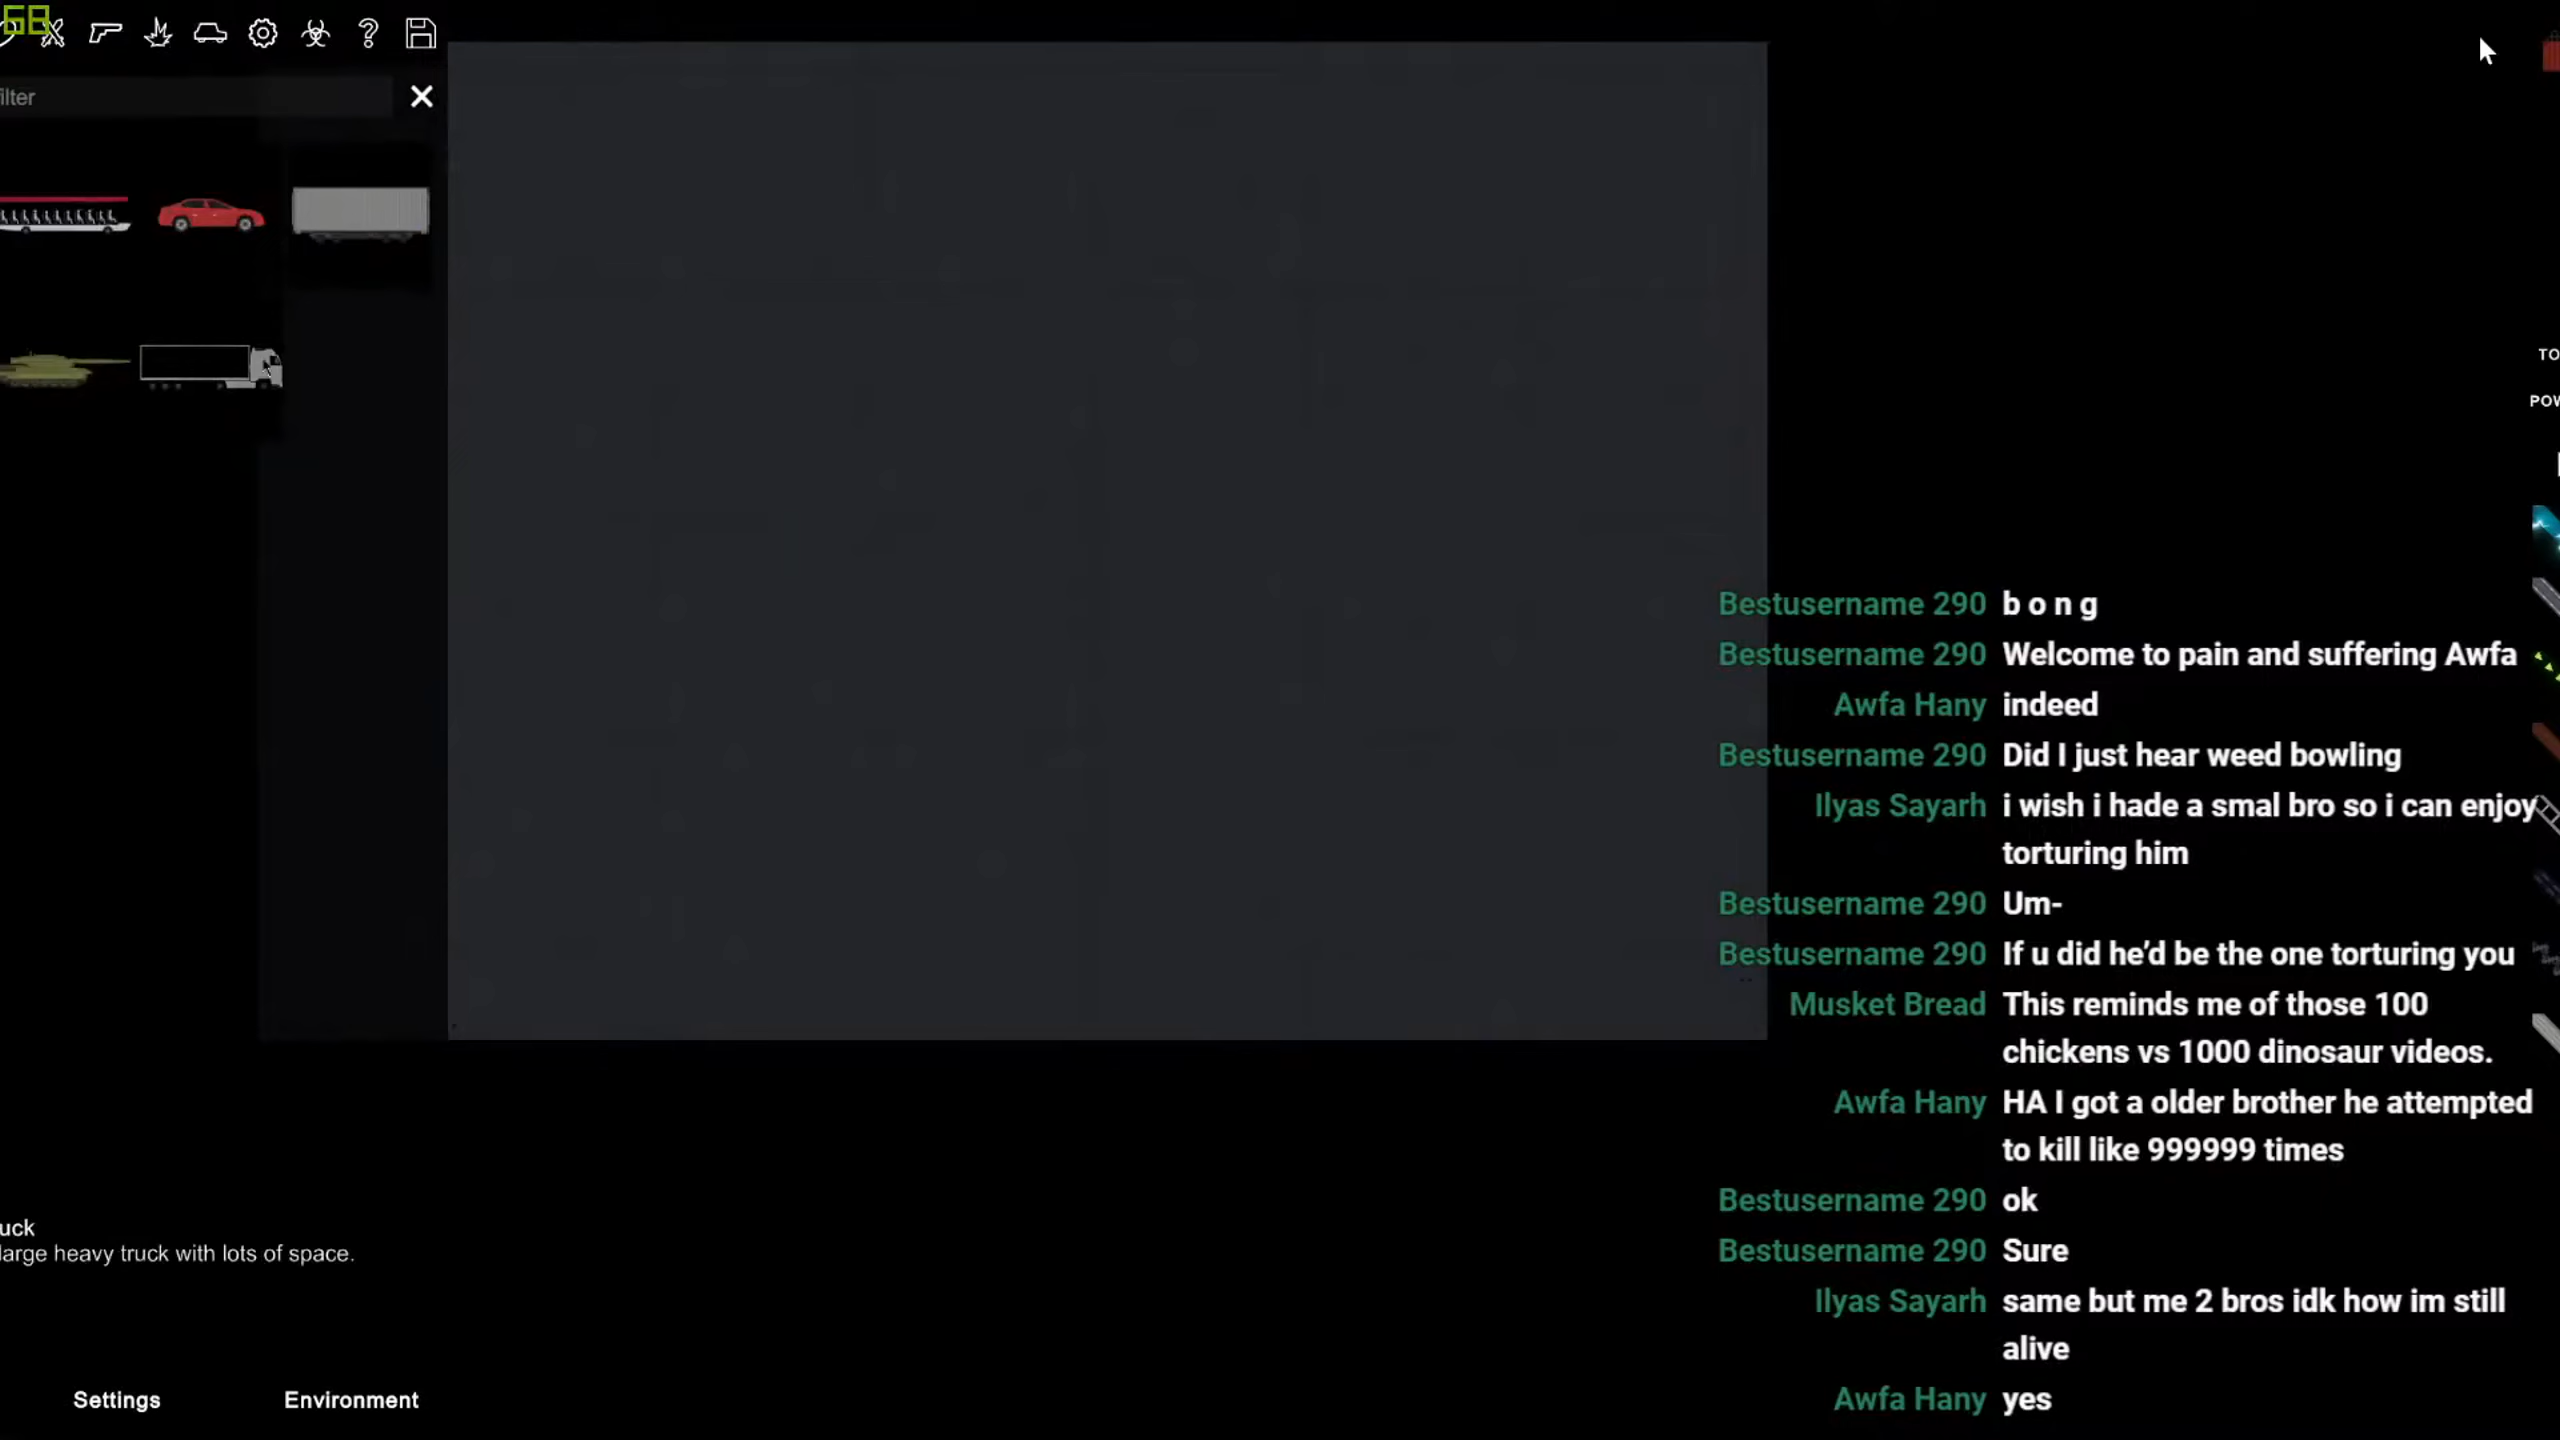 68
filter
TO
POW
Bestusername 290 b o n g
Bestusername 290 Welcome to pain and suffering Awfa
Awfa Hany indeed
Bestusername 290 Did I just hear weed bowling
Ilyas Sayarh i wish i hade a smal bro so i can enjoy
torturing him
Bestusername 290 Um-
Bestusername 290 If u did he’d be the one torturing you
Musket Bread This reminds me of those 100
chickens vs 1000 dinosaur videos.
Awfa Hany HA I got a older brother he attempted
to kill like 999999 times
Bestusername 290 ok
uck
large heavy truck with lots of space.
Bestusername 290 Sure
Ilyas Sayarh same but me 2 bros idk how im still
alive
Settings Environment
Awfa Hany yes